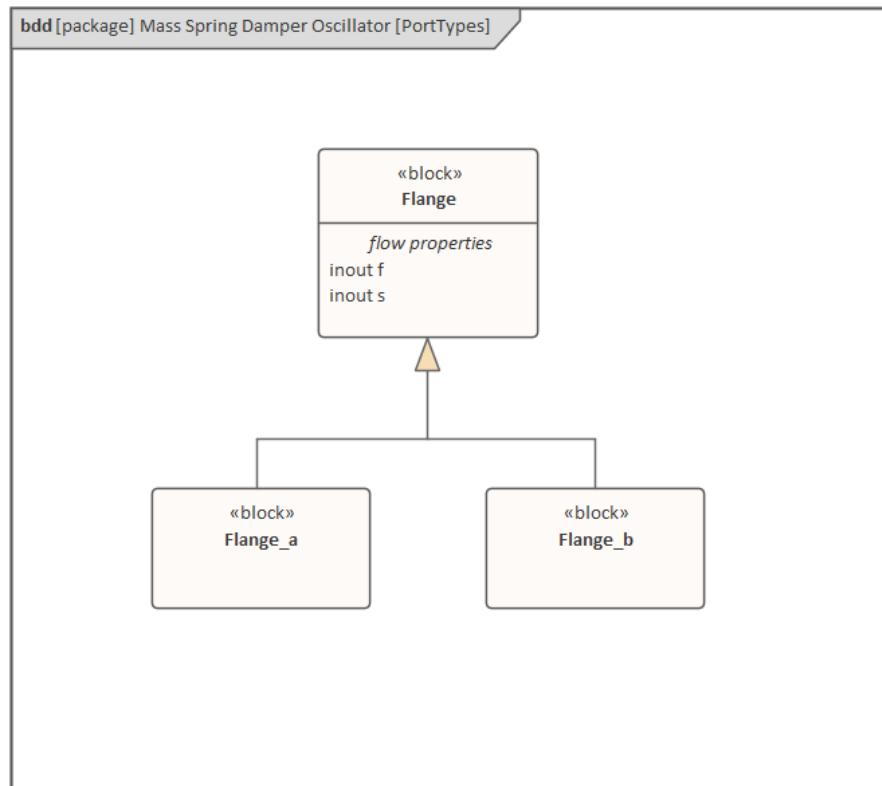 bdd [package] Mass Spring Damper Oscillator [PortTypes]
«block»
Flange
flow properties
inout f
inout s
«block»
Flange_a
«block»
Flange_b